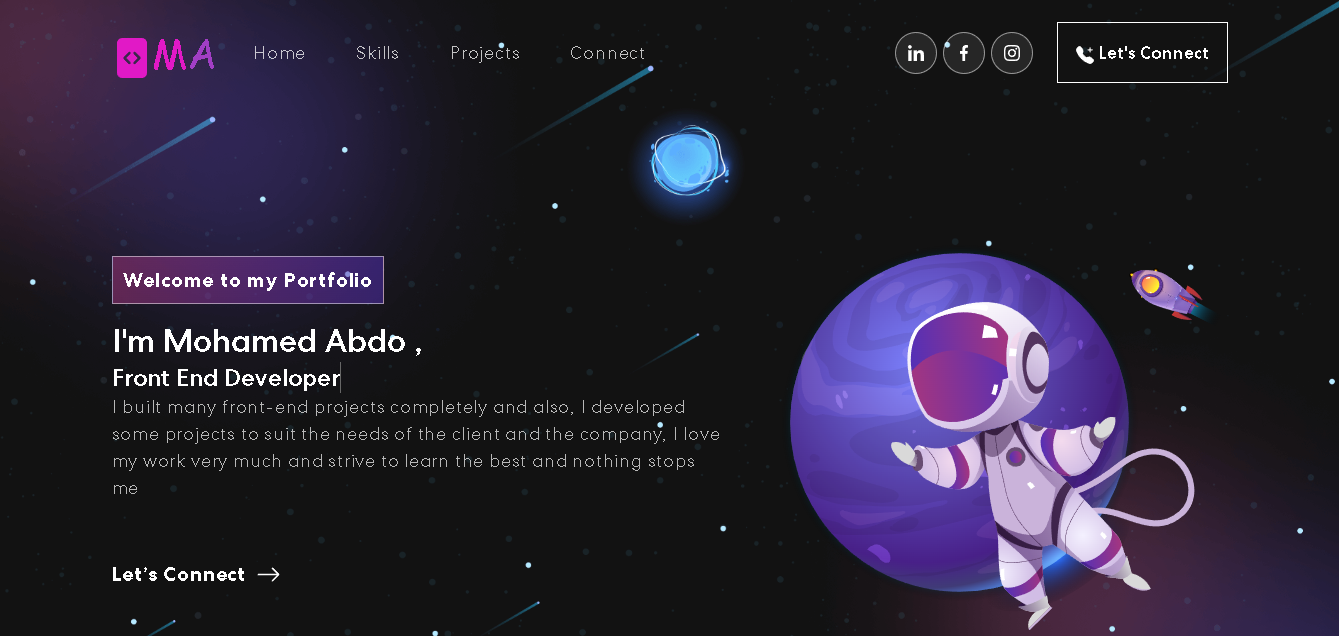 <> MA
Home Skills Projects Connect
in f Let's Connect
Welcome to my Portfolio
I'm Mohamed Abdo ,
Front End Developer
I built many front-end projects completely and also, I developed
some projects to suit the needs of the client and the company, I love
my work very much and strive to learn the best and nothing stops
me
Let’s Connect